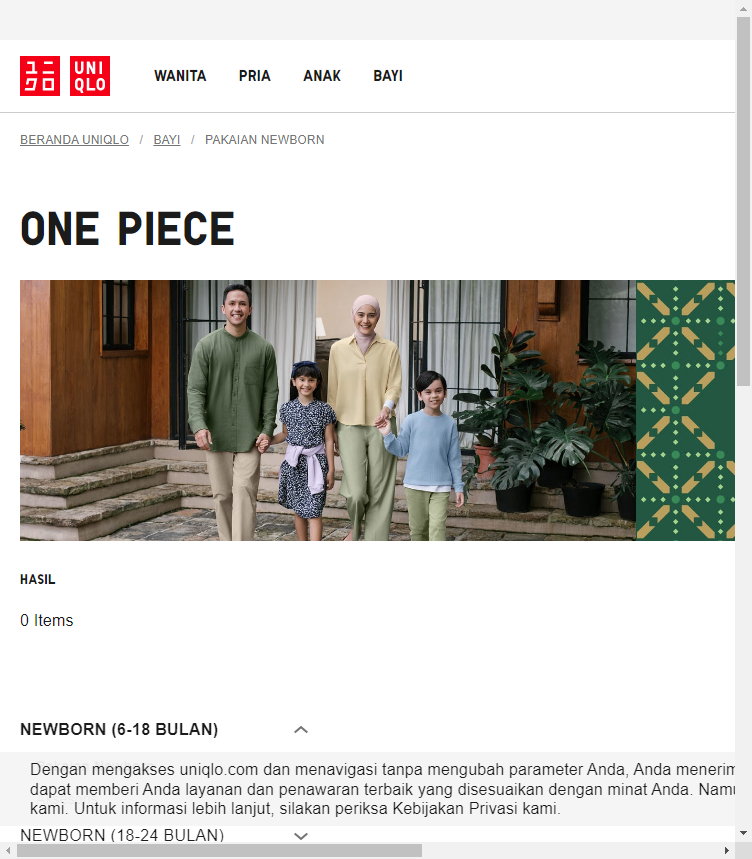 ユニ
クロ
UNI
QLO
WANITA PRIA ANAK BAYI
BERANDA UNIQLO / BAYI / PAKAIAN NEWBORN
ONE PIECE
HASIL
0 Items
NEWBORN (6-18 BULAN)
Dengan mengakses uniqlo.com dan menavigasi tanpa mengubah parameter Anda, Anda menerim
dapat memberi Anda layanan dan penawaran terbaik yang disesuaikan dengan minat Anda. Namu
kami. Untuk informasi lebih lanjut, silakan periksa Kebijakan Privasi kami.
NEWBORN (18-24 BULAN)